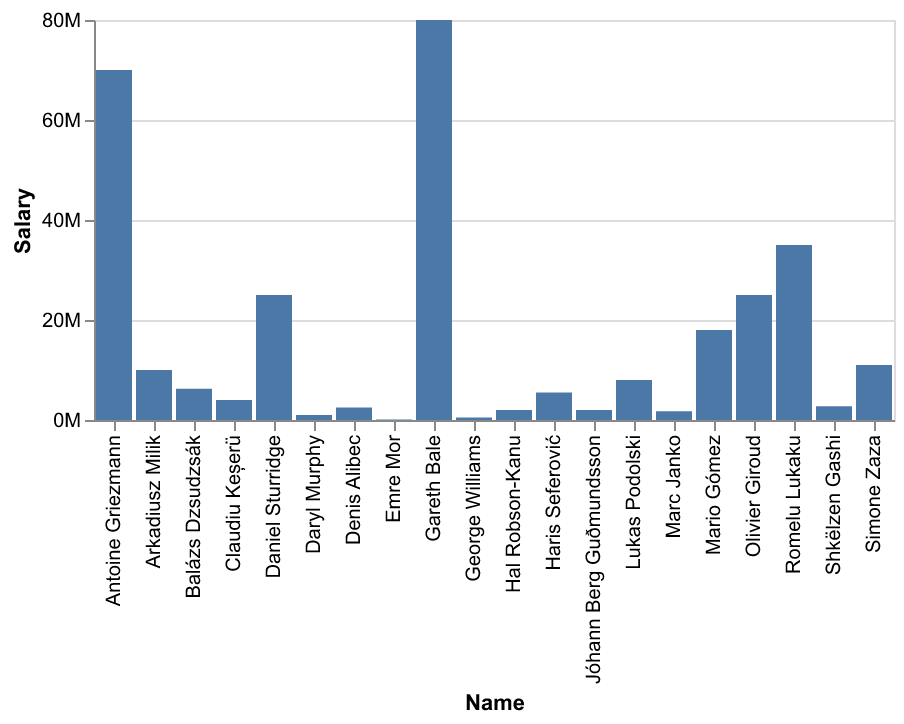 80M
60M
40M
20M
0M
Salary
Antoine Griezmann
Arkadiusz Milik
Balázs Dzsudzsák
Claudiu Keșerü
Daniel Sturridge
Daryl Murphy
Denis Alibec
Emre Mor
Gareth Bale
George Williams
Hal Robson-Kanu
Haris Seferović
Jóhann Berg Guðmundsson
Lukas Podolski
Marc Janko
Mario Gómez
Olivier Giroud
Romelu Lukaku
Shkëlzen Gashi
Simone Zaza
Name